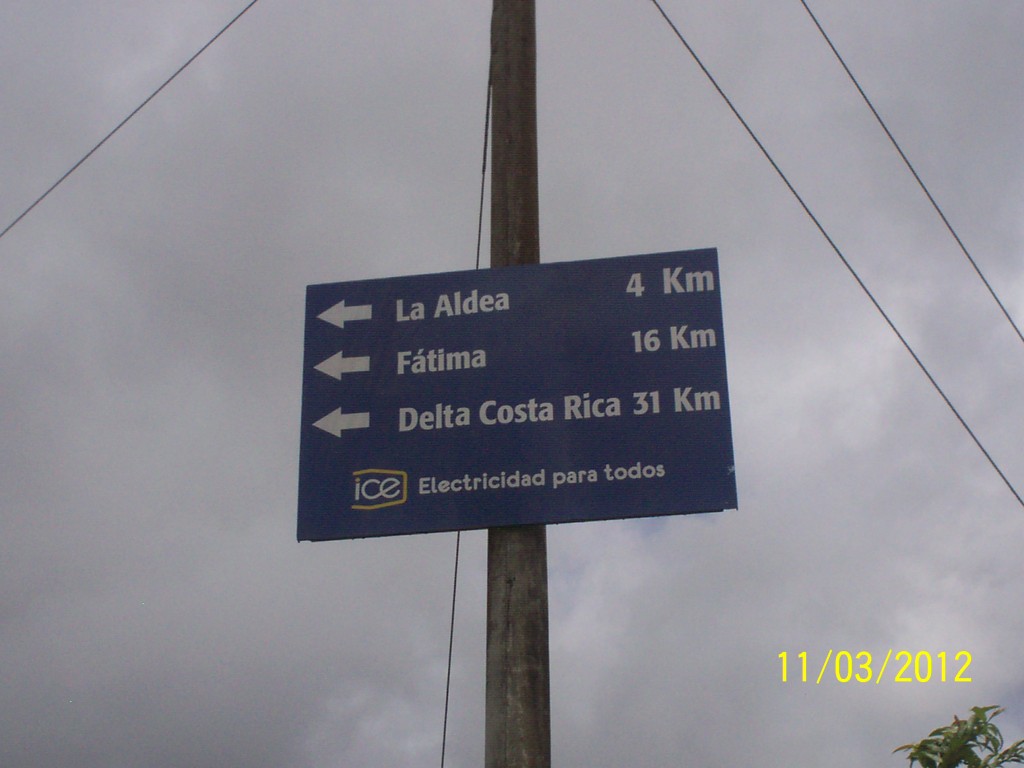 La Aldea 4 Km
Fátima 16 Km
Delta Costa Rica 31 Km
ice Electricidad para todos
11/03/2012